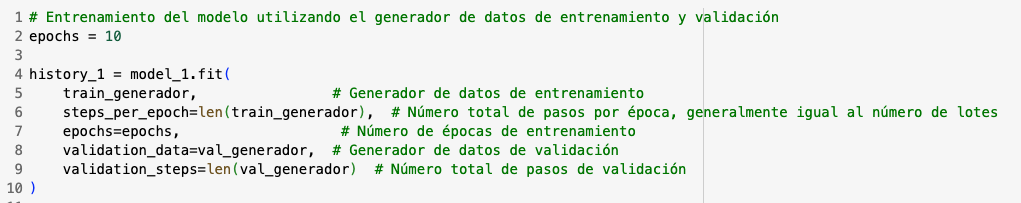 1 # Entrenamiento del modelo utilizando el generador de datos de entrenamiento y validación
2 epochs = 10
3
4 history_1 = model_1.fit(
5     train_generador,                # Generador de datos de entrenamiento
6     steps_per_epoch=len(train_generador),  # Número total de pasos por época, generalmente igual al número de lotes
7     epochs=epochs,                   # Número de épocas de entrenamiento
8     validation_data=val_generador,  # Generador de datos de validación
9     validation_steps=len(val_generador)  # Número total de pasos de validación
10 )